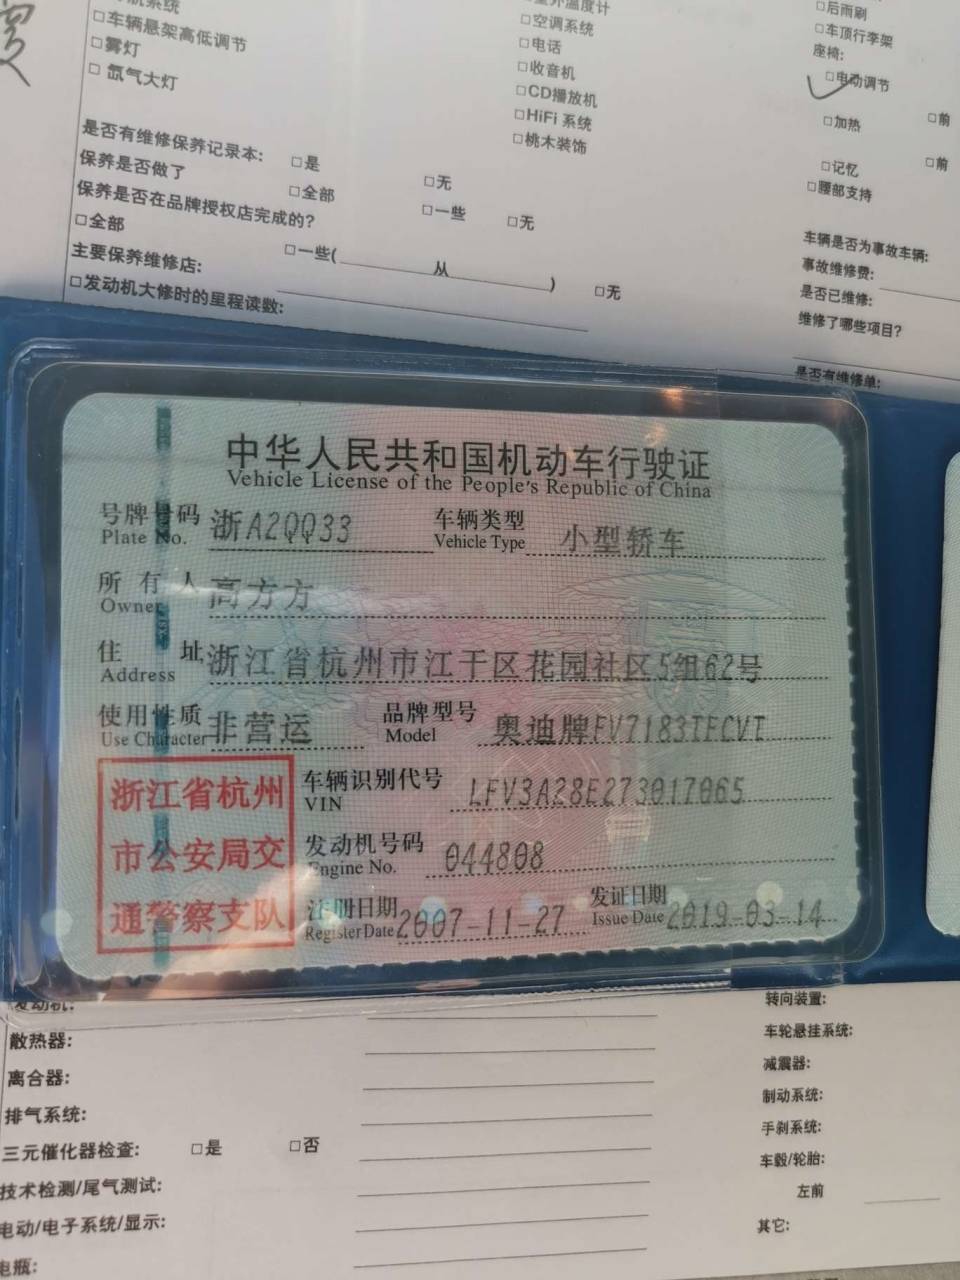 车辆悬架高低调节
雾灯
氙气大灯
是否有维修保养记录本: □是 □无
保养是否做了 □全部 □一些 □无
保养是否在品牌授权店完成的?
□全部 □一些( 从 ) □无
主要保养维修店:
□发动机大修时的里程读数:
□空调系统
□电话
□收音机
□CD播放机
□HiFi 系统
□桃木装饰
□后雨刷
□车顶行李架
座椅:
□电动调节
□加热 □前
□记忆 □前
□腰部支持
车辆是否为事故车辆:
事故维修费:
是否已维修:
维修了哪些项目?
是否有维修单:
中华人民共和国机动车行驶证
Vehicle License of the People's Republic of China
号牌号码 浙A2QQ33 车辆类型 小型轿车
Plate No. Vehicle Type
所有人 高方方
Owner
住址 浙江省杭州市江干区花园社区5组62号
Address
使用性质 非营运 品牌型号 奥迪牌FV7183TFCVT
Use Character Model
浙江省杭州
市公安局交
通警察支队
车辆识别代号 LFV3A28E273017065
VIN
发动机号码 044808
Engine No.
注册日期 2007-11-27 发证日期 2019-03-14
Register Date Issue Date
发动机:
散热器:
离合器:
排气系统:
三元催化器检查: □是 □否
技术检测/尾气测试:
电动/电子系统/显示:
电瓶:
转向装置:
车轮悬挂系统:
减震器:
制动系统:
手刹系统:
车毂/轮胎:
左前
其它: